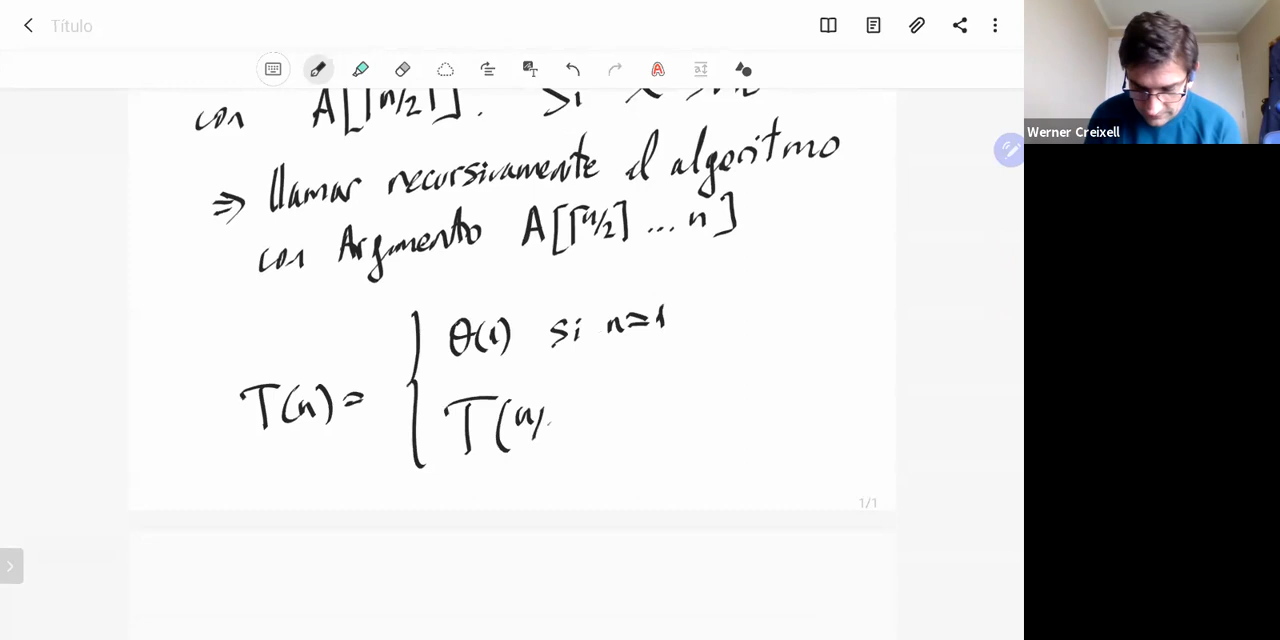 Título
con A[⌈n/2⌉]. Si
⇒ llamar recursivamente el algoritmo
con Argumento A[⌈n/2⌉ ... n]
θ(1) si n=1
T(n)=
T(n/
1/1
Werner Creixell